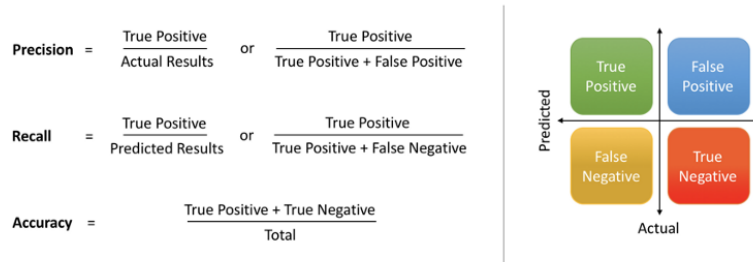 Precision = True Positive / Actual Results or True Positive / True Positive + False Positive
Recall = True Positive / Predicted Results or True Positive / True Positive + False Negative
Accuracy = True Positive + True Negative / Total
Predicted
True Positive
False Positive
False Negative
True Negative
Actual